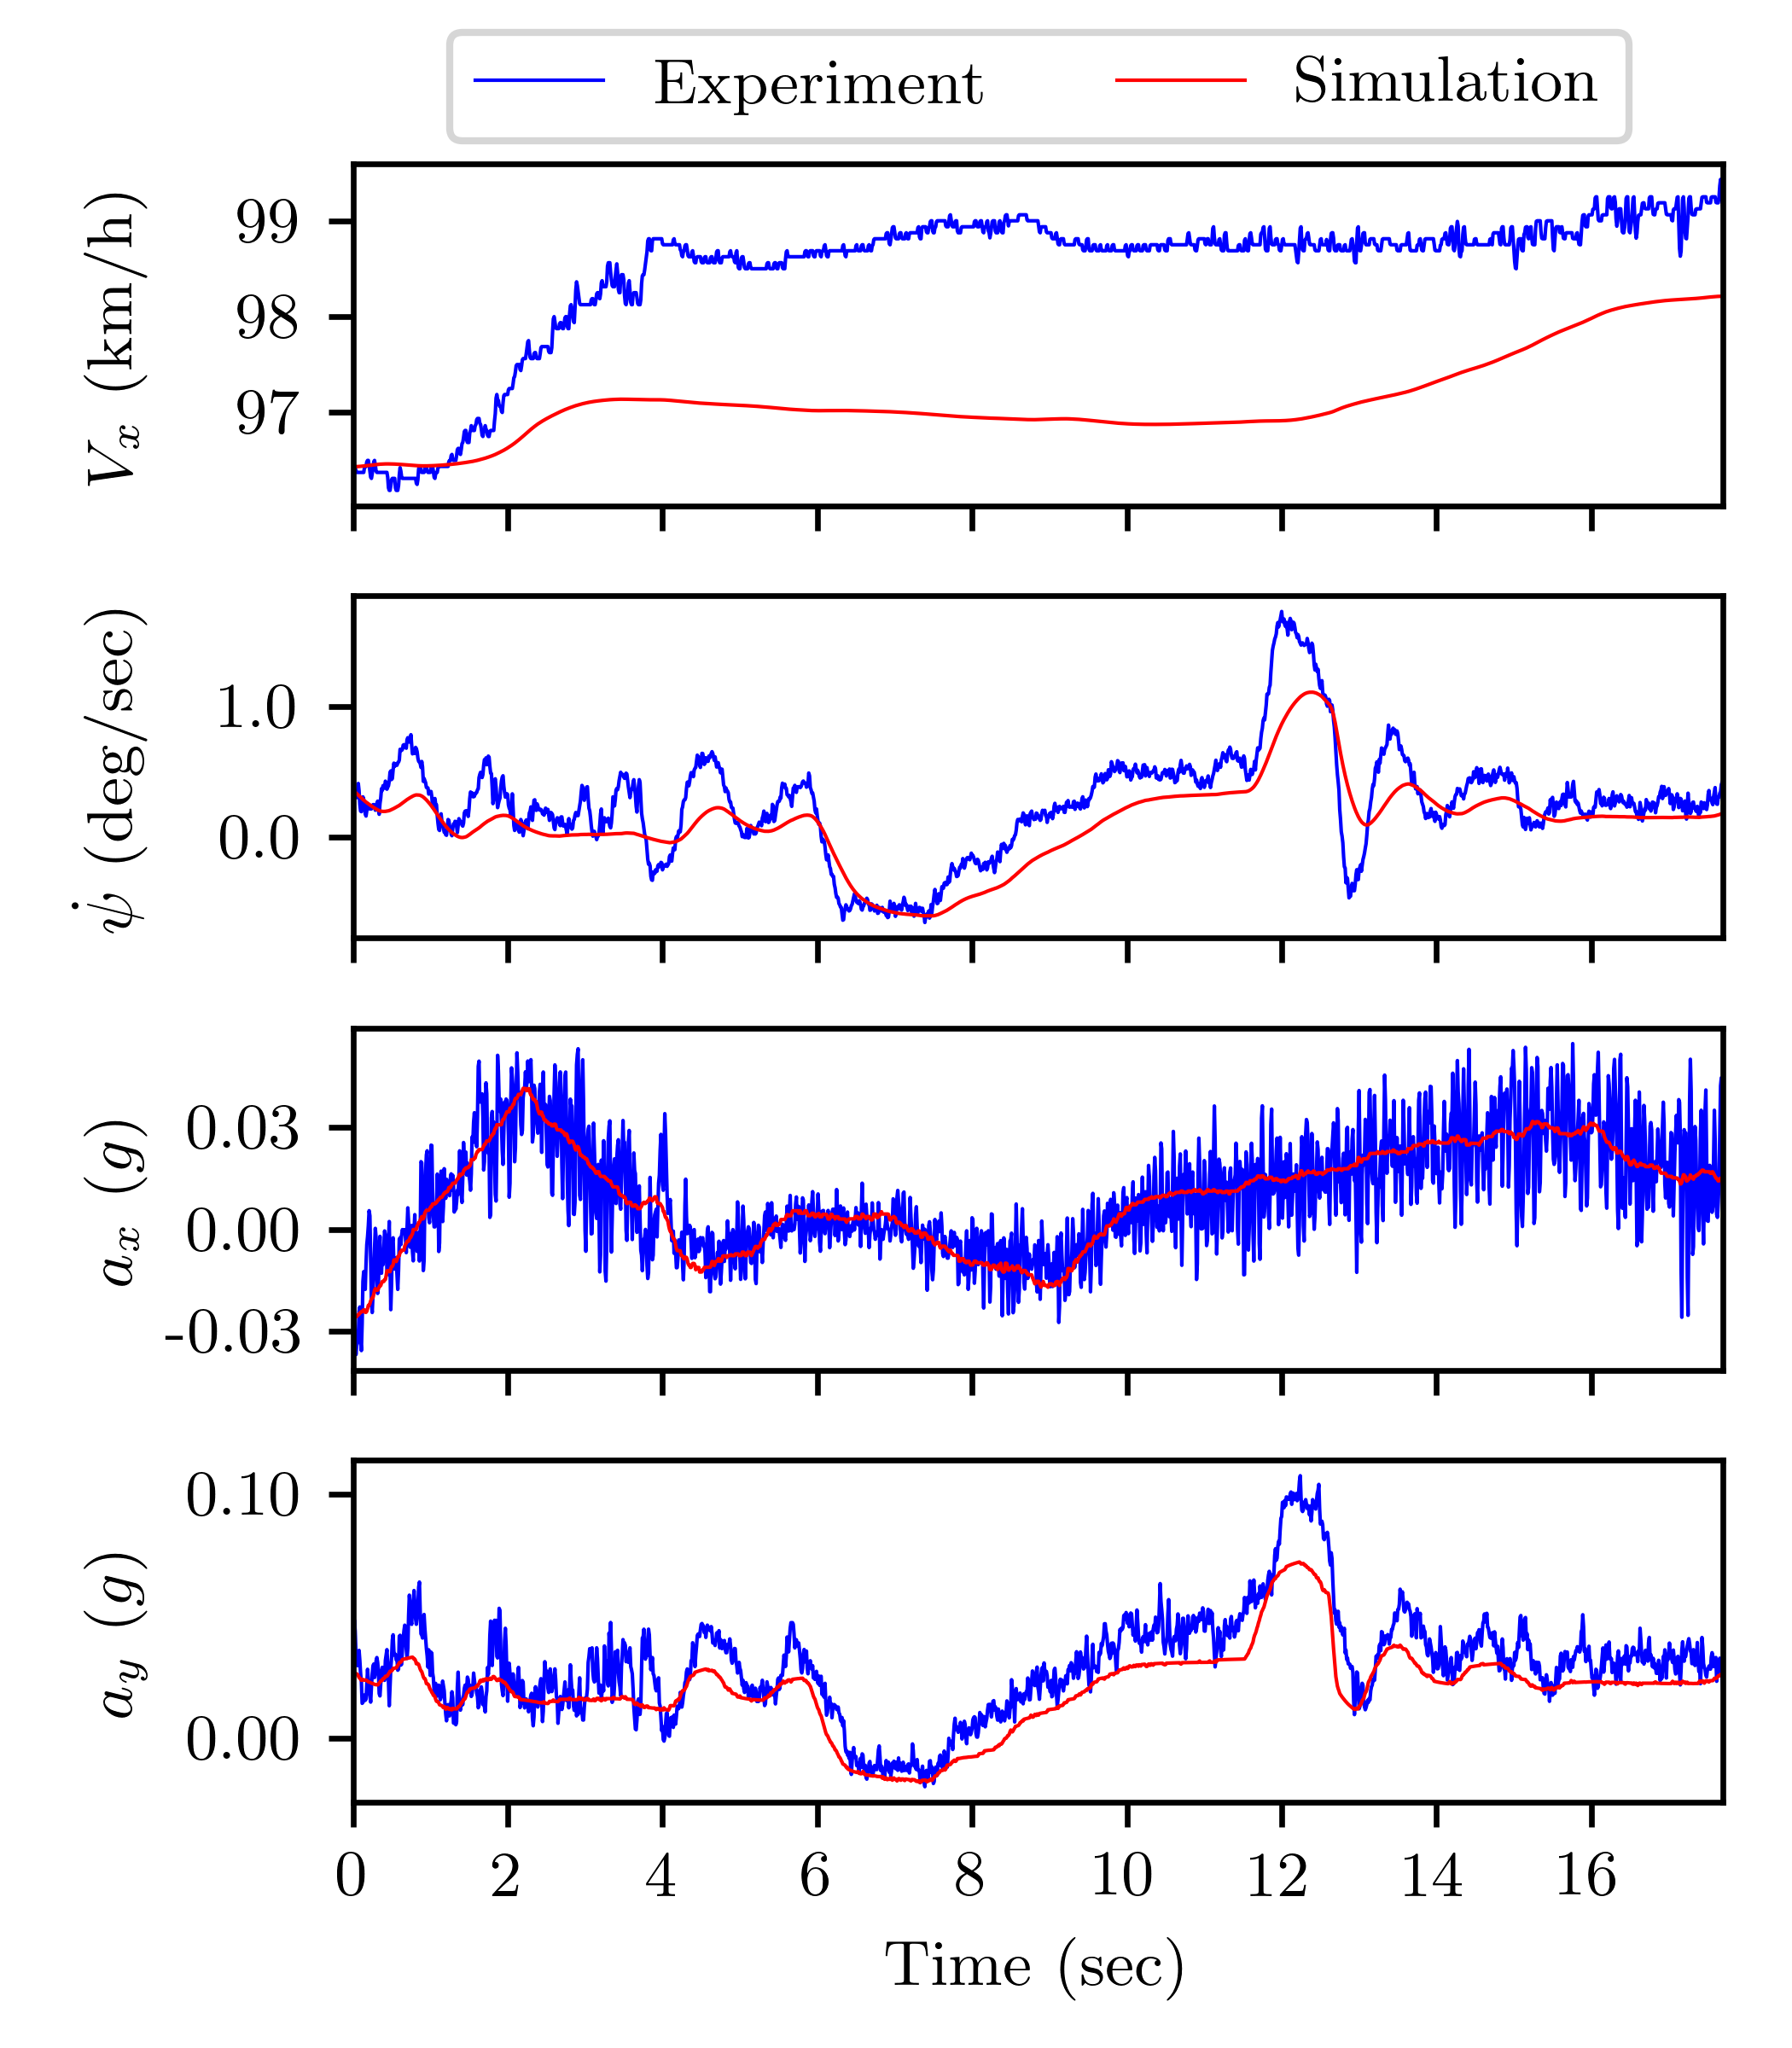 Experiment Simulation
V_x (km/h)
99
98
97
ψ̇ (deg/sec)
1.0
0.0
a_x (g)
0.03
0.00
-0.03
a_y (g)
0.10
0.00
0 2 4 6 8 10 12 14 16
Time (sec)